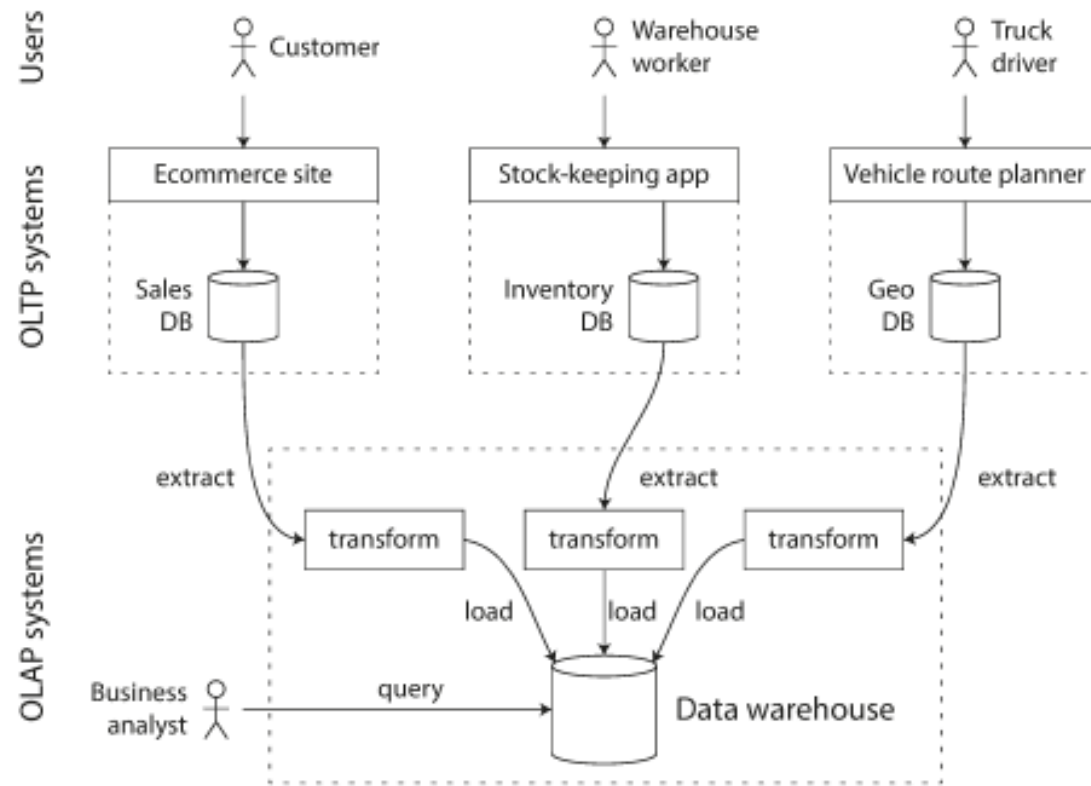 Users
Customer
Warehouse
worker
Truck
driver
OLTP systems
Ecommerce site
Stock-keeping app
Vehicle route planner
Sales
DB
Inventory
DB
Geo
DB
extract
extract
extract
OLAP systems
transform
transform
transform
load
load
load
Business
analyst
query
Data warehouse